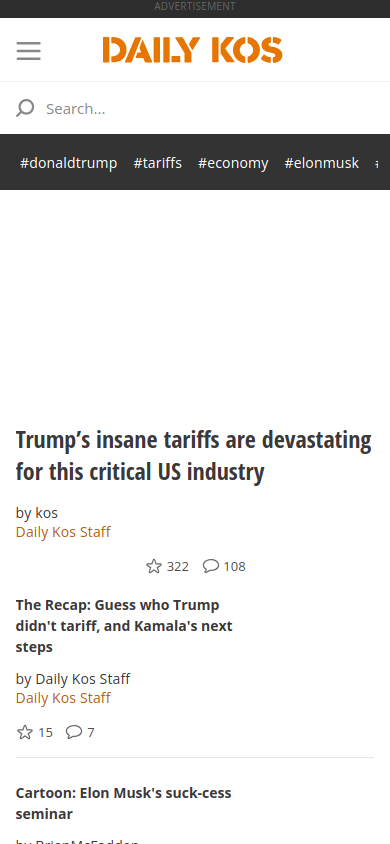 ADVERTISEMENT
DAILY KOS
Search...
#donaldtrump #tariffs #economy #elonmusk
Trump's insane tariffs are devastating
for this critical US industry
by kos
Daily Kos Staff
322 108
The Recap: Guess who Trump
didn't tariff, and Kamala's next
steps
by Daily Kos Staff
Daily Kos Staff
15 7
Cartoon: Elon Musk's suck-cess
seminar
by BrianMcFadden